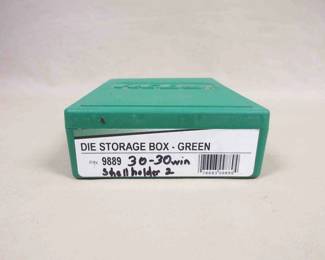 DIE STORAGE BOX - GREEN
P/N 9889 30-30 win
Shellholder 2